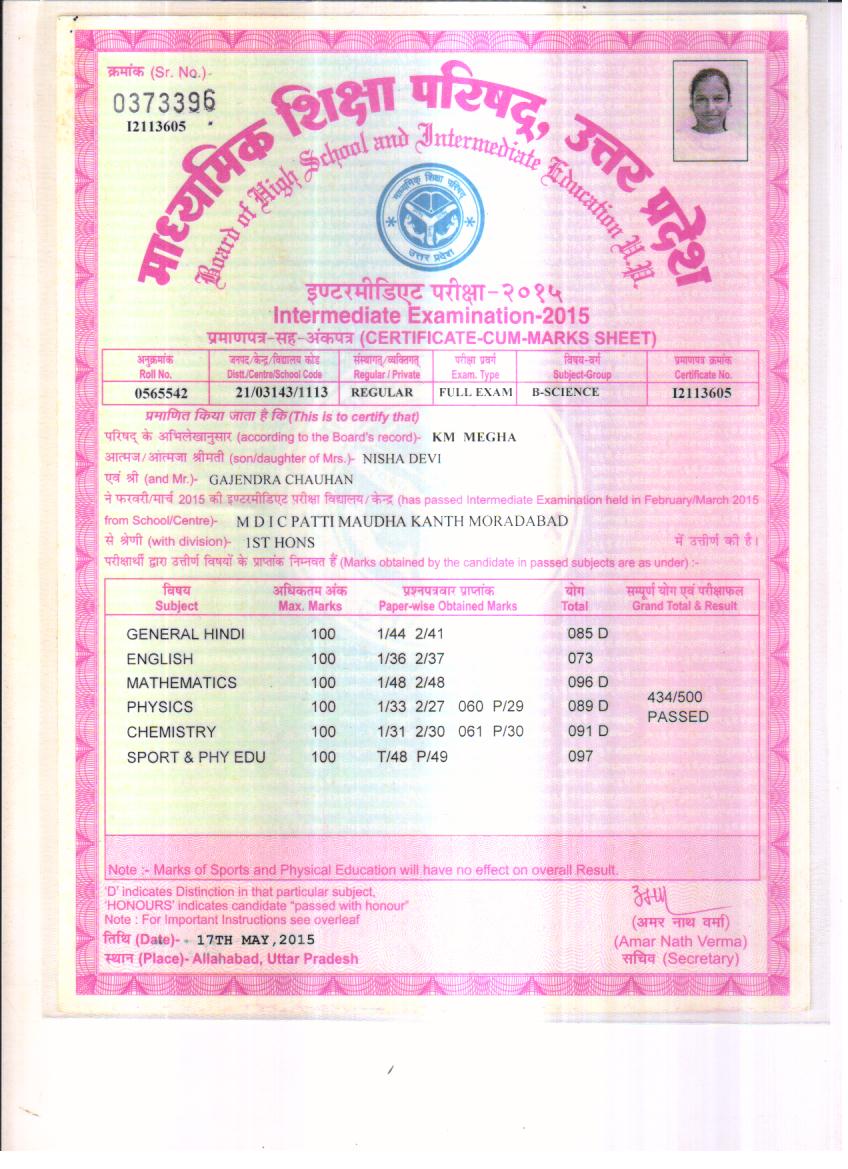 क्रमांक (Sr. No.)-
0373396
I2113605
माध्यमिक शिक्षा परिषद्, उत्तर प्रदेश
Board of High School and Intermediate Education U.P.
माध्यमिक शिक्षा परिषद्
उत्तर प्रदेश
इण्टरमीडिएट परीक्षा-२०१५
Intermediate Examination-2015
प्रमाणपत्र-सह-अंकपत्र (CERTIFICATE-CUM-MARKS SHEET)
अनुक्रमांक जनपद/केन्द्र/विद्यालय कोड संस्थागत्/व्यक्तिगत् परीक्षा प्रवर्ग विषय-वर्ग प्रमाणपत्र क्रमांक
Roll No. Distt./Centre/School Code Regular / Private Exam. Type Subject-Group Certificate No.
0565542 21/03143/1113 REGULAR FULL EXAM B-SCIENCE I2113605
प्रमाणित किया जाता है कि (This is to certify that)
परिषद् के अभिलेखानुसार (according to the Board's record)- KM MEGHA
आत्मज/आत्मजा श्रीमती (son/daughter of Mrs.)- NISHA DEVI
एवं श्री (and Mr.)- GAJENDRA CHAUHAN
ने फरवरी/मार्च 2015 की इण्टरमीडिएट परीक्षा विद्यालय/केन्द्र (has passed Intermediate Examination held in February/March 2015
from School/Centre)- M D I C PATTI MAUDHA KANTH MORADABAD
से श्रेणी (with division)- 1ST HONS में उत्तीर्ण की है।
परीक्षार्थी द्वारा उत्तीर्ण विषयों के प्राप्तांक निम्नवत हैं (Marks obtained by the candidate in passed subjects are as under) :-
विषय अधिकतम अंक प्रश्नपत्रवार प्राप्तांक योग सम्पूर्ण योग एवं परीक्षाफल
Subject Max. Marks Paper-wise Obtained Marks Total Grand Total & Result
GENERAL HINDI 100 1/44 2/41 085 D
ENGLISH 100 1/36 2/37 073
MATHEMATICS 100 1/48 2/48 096 D
PHYSICS 100 1/33 2/27 060 P/29 089 D
434/500
PASSED
CHEMISTRY 100 1/31 2/30 061 P/30 091 D
SPORT & PHY EDU 100 T/48 P/49 097
Note :- Marks of Sports and Physical Education will have no effect on overall Result.
'D' indicates Distinction in that particular subject,
'HONOURS' indicates candidate "passed with honour"
Note : For Important Instructions see overleaf
तिथि (Date)- 17TH MAY,2015
स्थान (Place)- Allahabad, Uttar Pradesh
(अमर नाथ वर्मा)
(Amar Nath Verma)
सचिव (Secretary)